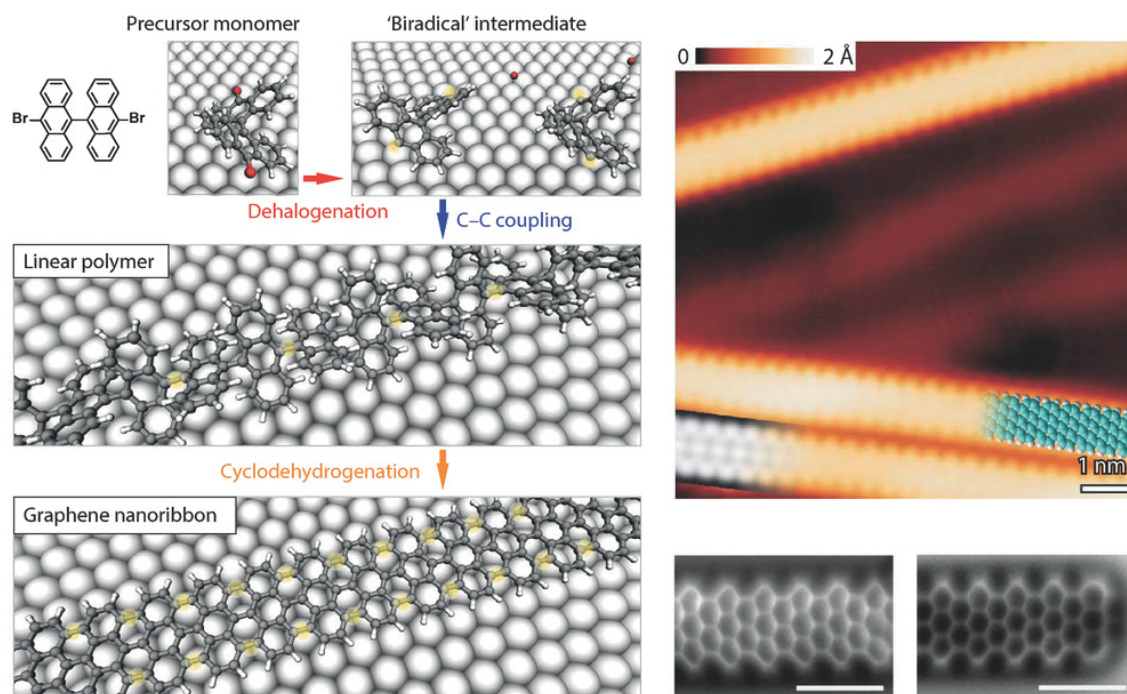 Precursor monomer
'Biradical' intermediate
Br
Br
Dehalogenation
C–C coupling
Linear polymer
Cyclodehydrogenation
Graphene nanoribbon
0
2 Å
1 nm